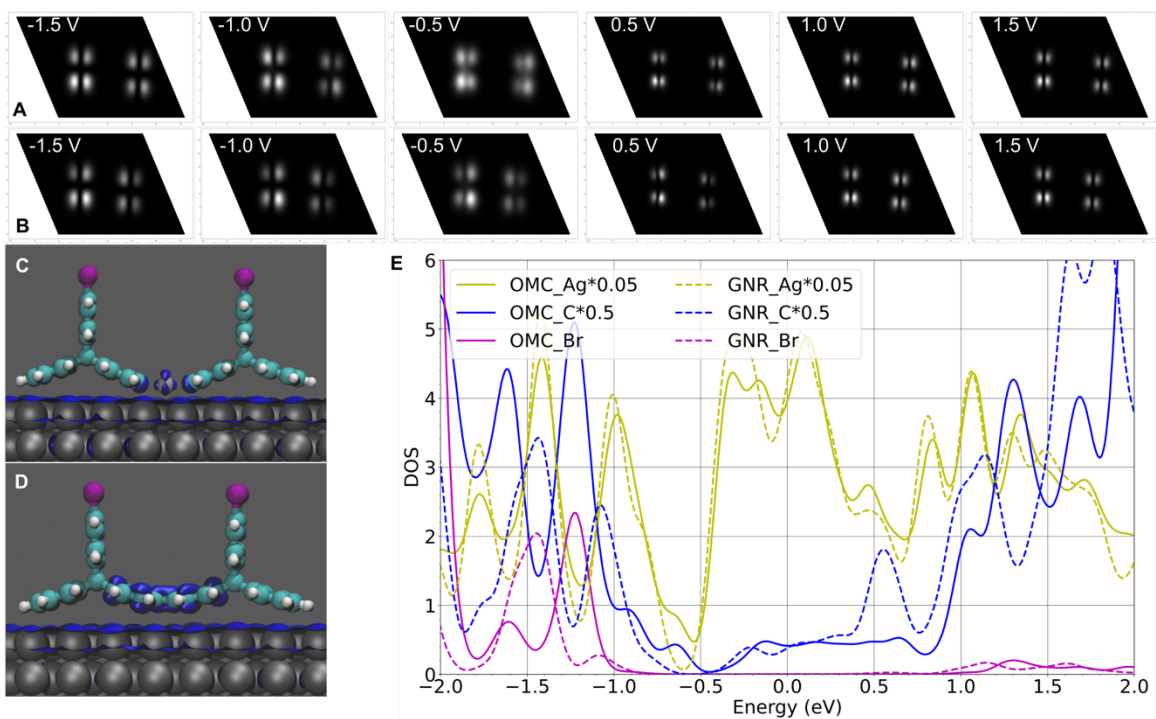 -1.5 V -1.0 V -0.5 V 0.5 V 1.0 V 1.5 V
A
-1.5 V -1.0 V -0.5 V 0.5 V 1.0 V 1.5 V
B
C
D
E
OMC_Ag*0.05 GNR_Ag*0.05
OMC_C*0.5 GNR_C*0.5
OMC_Br GNR_Br
6
5
4
3
2
1
0
DOS
−2.0 −1.5 −1.0 −0.5 0.0 0.5 1.0 1.5 2.0
Energy (eV)